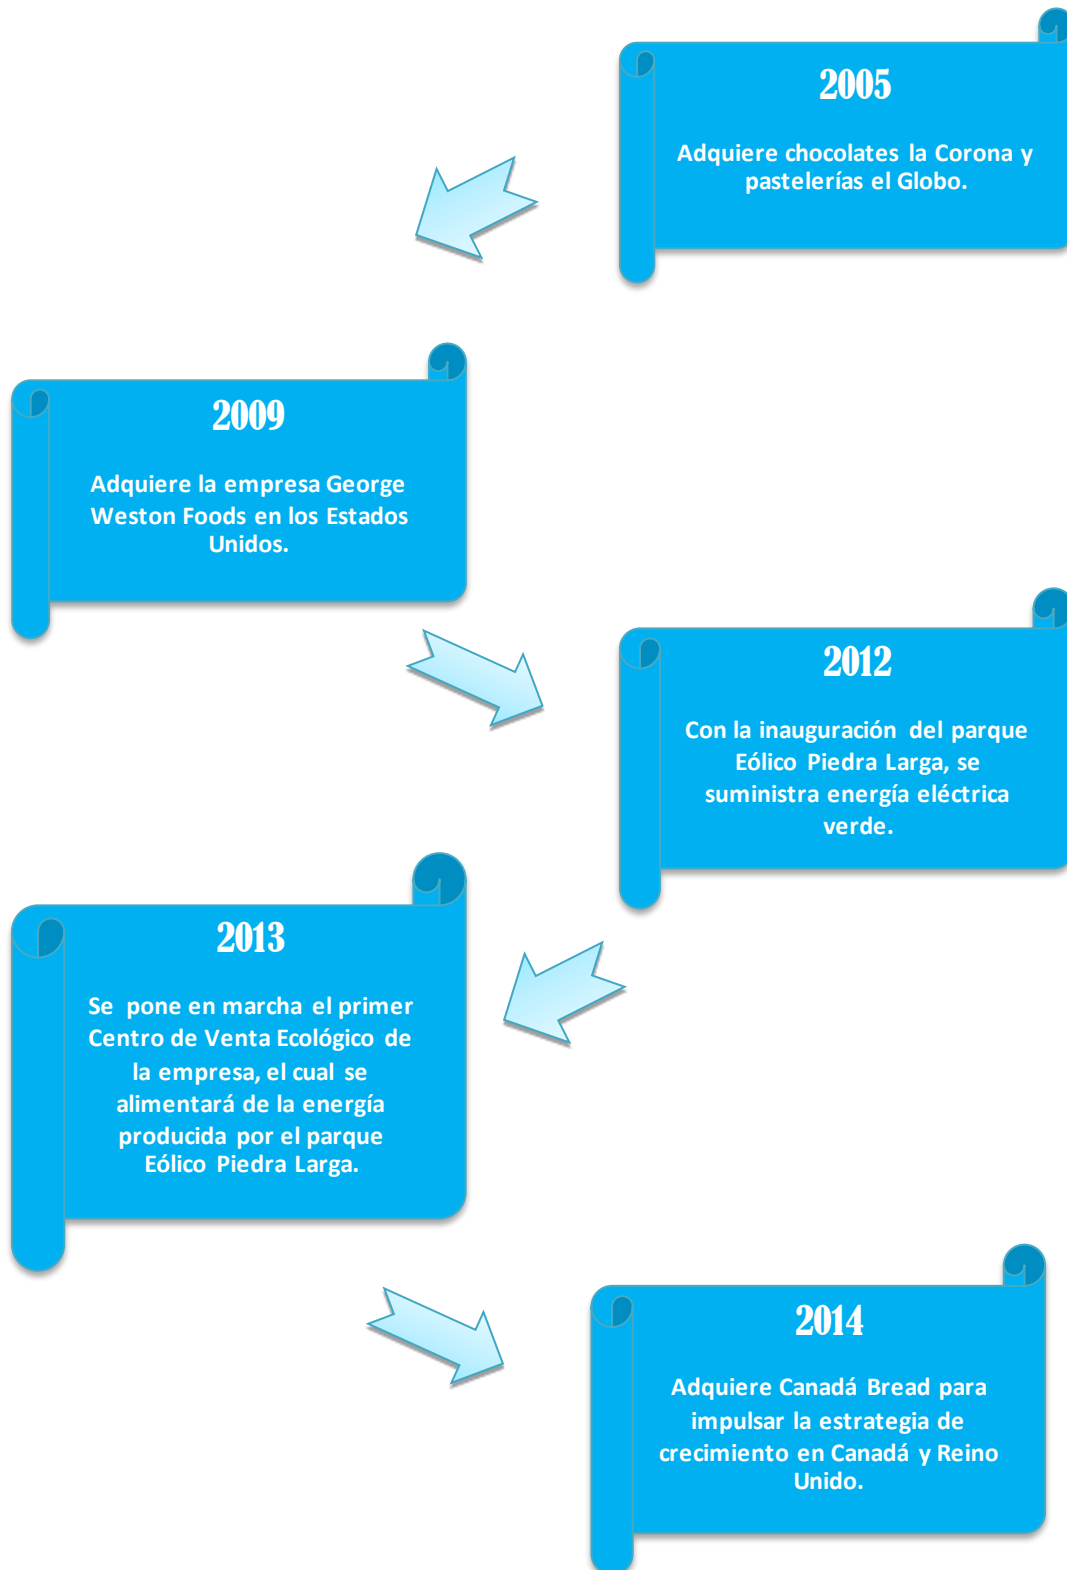 2005
Adquiere chocolates la Corona y
pastelerías el Globo.
2009
Adquiere la empresa George
Weston Foods en los Estados
Unidos.
2012
Con la inauguración del parque
Eólico Piedra Larga, se
suministra energía eléctrica
verde.
2013
Se pone en marcha el primer
Centro de Venta Ecológico de
la empresa, el cual se
alimentará de la energía
producida por el parque
Eólico Piedra Larga.
2014
Adquiere Canadá Bread para
impulsar la estrategia de
crecimiento en Canadá y Reino
Unido.